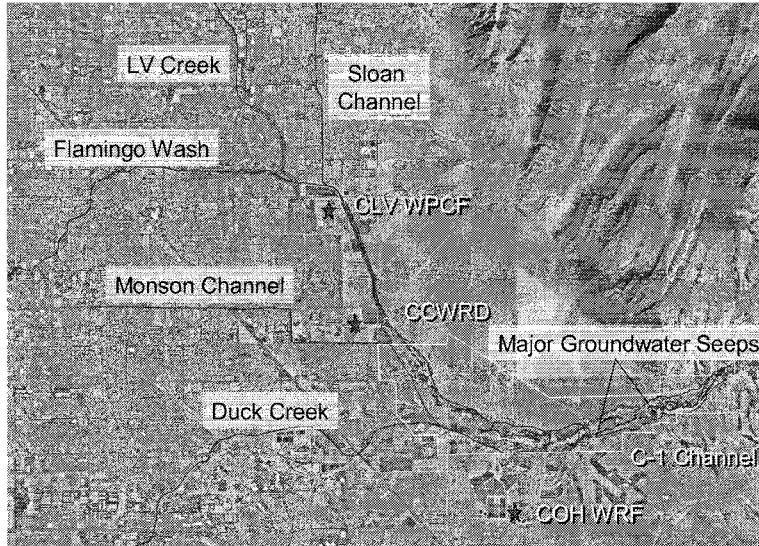 LV Creek
Sloan
Channel
Flamingo Wash
CLV WPCF
Monson Channel
CCWRD
Major Groundwater Seeps
Duck Creek
C-1 Channel
COH WRF